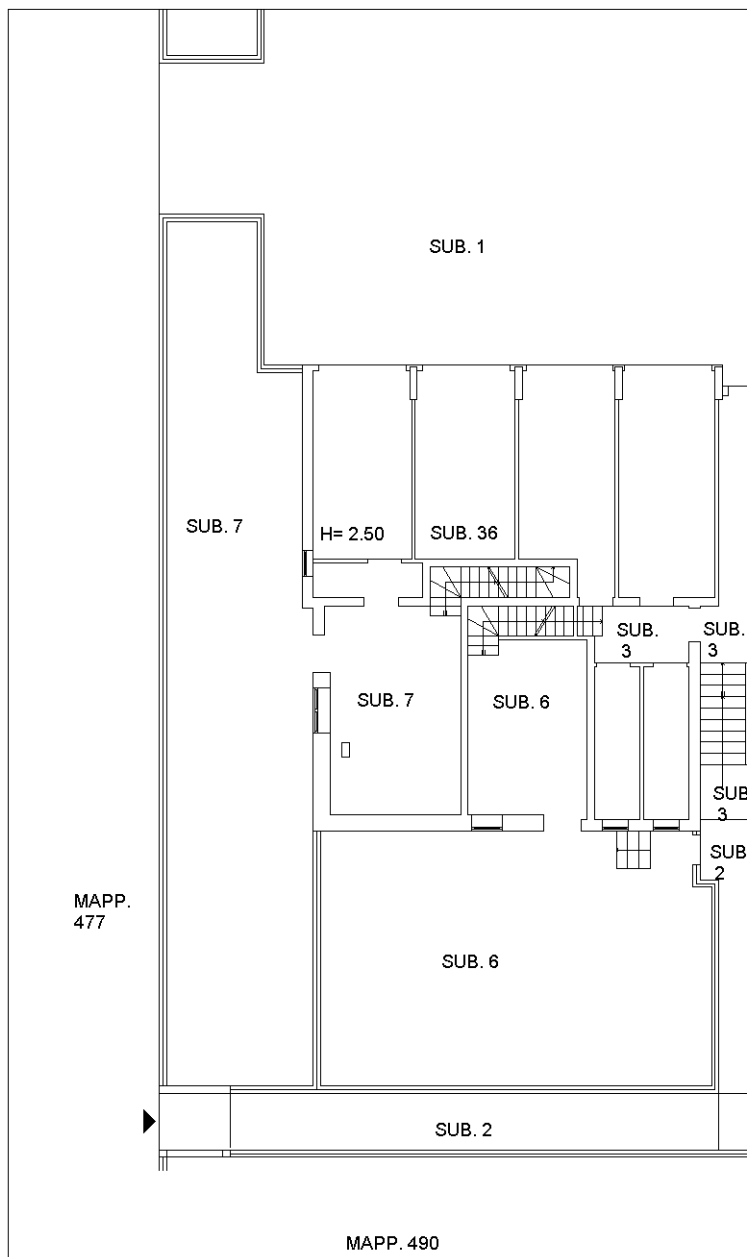 SUB. 1
SUB. 7
H= 2.50
SUB. 36
SUB.
3
SUB.
3
SUB. 7
SUB. 6
SUB
3
SUB
2
MAPP.
477
SUB. 6
SUB. 2
MAPP. 490